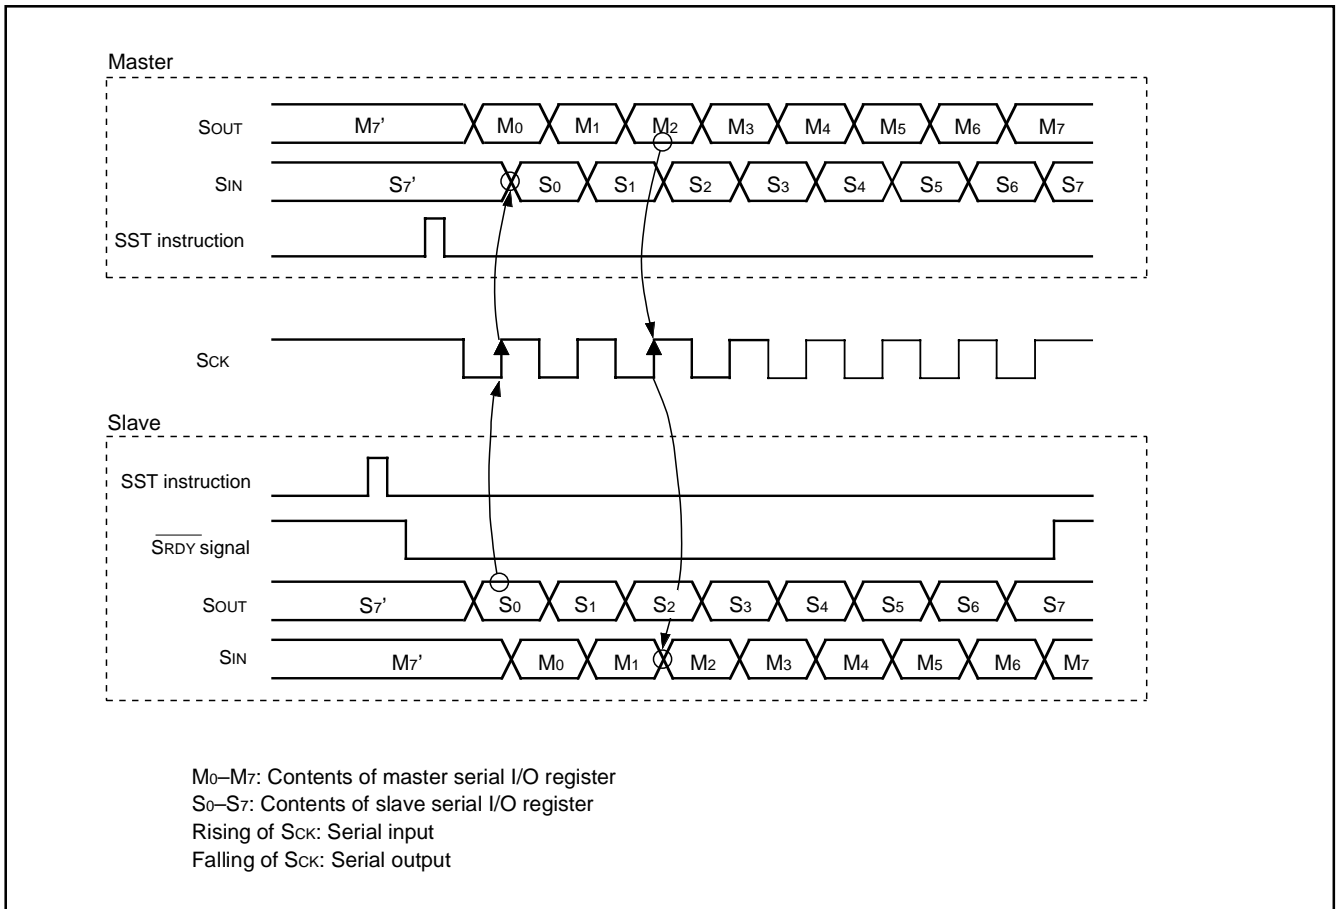 Master
SOUT M7’ M0 M1 M2 M3 M4 M5 M6 M7
SIN S7’ S0 S1 S2 S3 S4 S5 S6 S7
SST instruction
SCK
Slave
SST instruction
SRDY signal
SOUT S7’ S0 S1 S2 S3 S4 S5 S6 S7
SIN M7’ M0 M1 M2 M3 M4 M5 M6 M7
M0–M7: Contents of master serial I/O register
S0–S7: Contents of slave serial I/O register
Rising of SCK: Serial input
Falling of SCK: Serial output